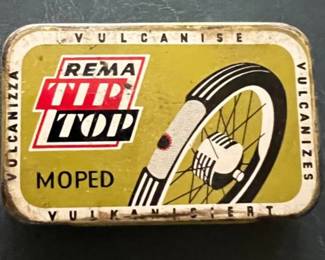 VULCANISE
REMA
TIP
TOP
MOPED
VULCANIZZA
VULCANIZES
VULKANISIERT